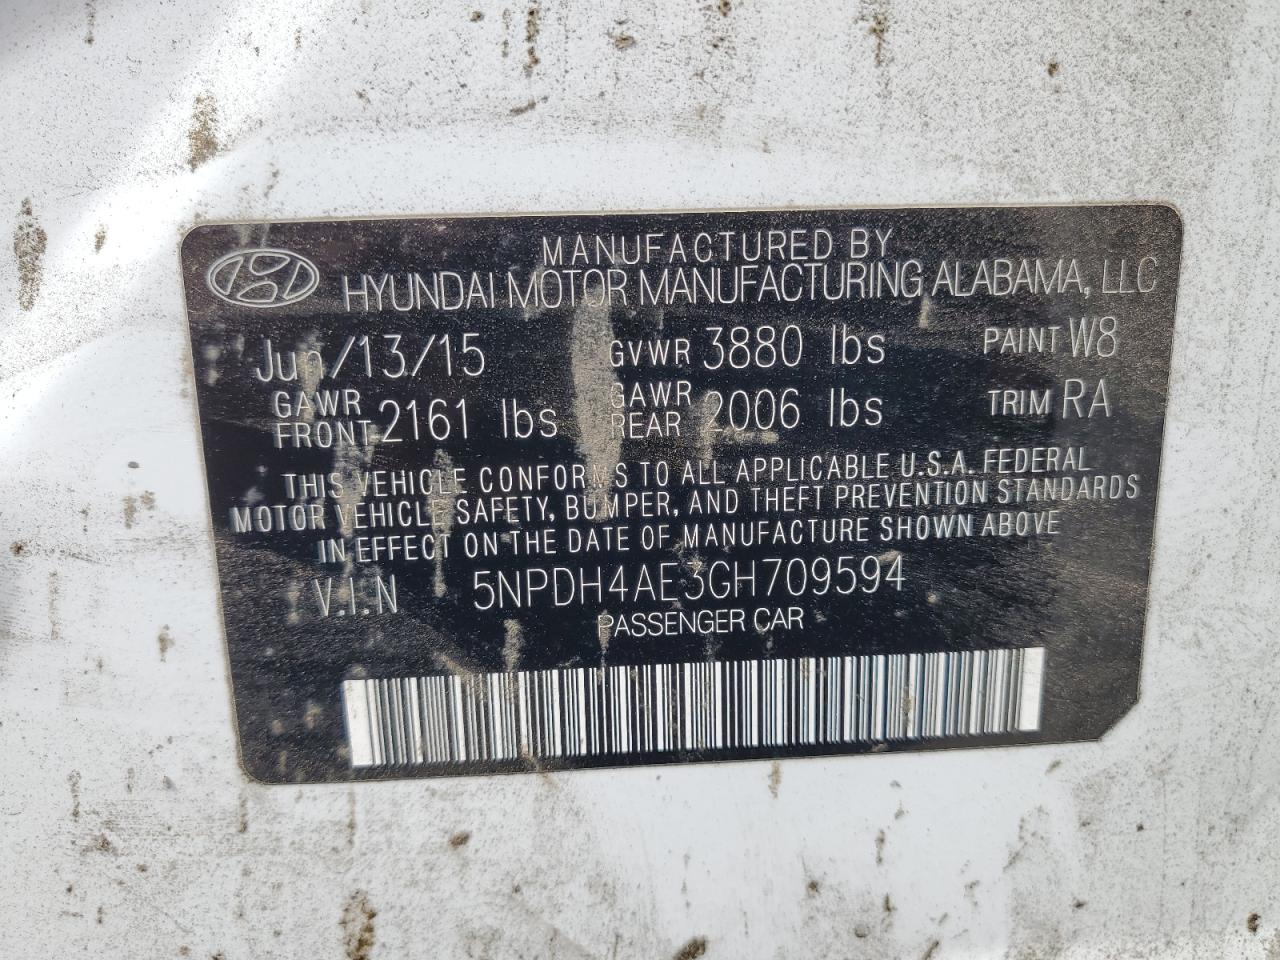 MANUFACTURED BY
HYUNDAI MOTOR MANUFACTURING ALABAMA, LLC
Jun/13/15 GVWR 3880 lbs PAINT W8
GAWR FRONT 2161 lbs GAWR REAR 2006 lbs TRIM RA
THIS VEHICLE CONFORMS TO ALL APPLICABLE U.S.A. FEDERAL
MOTOR VEHICLE SAFETY, BUMPER, AND THEFT PREVENTION STANDARDS
IN EFFECT ON THE DATE OF MANUFACTURE SHOWN ABOVE
V.I.N 5NPDH4AE3GH709594
PASSENGER CAR